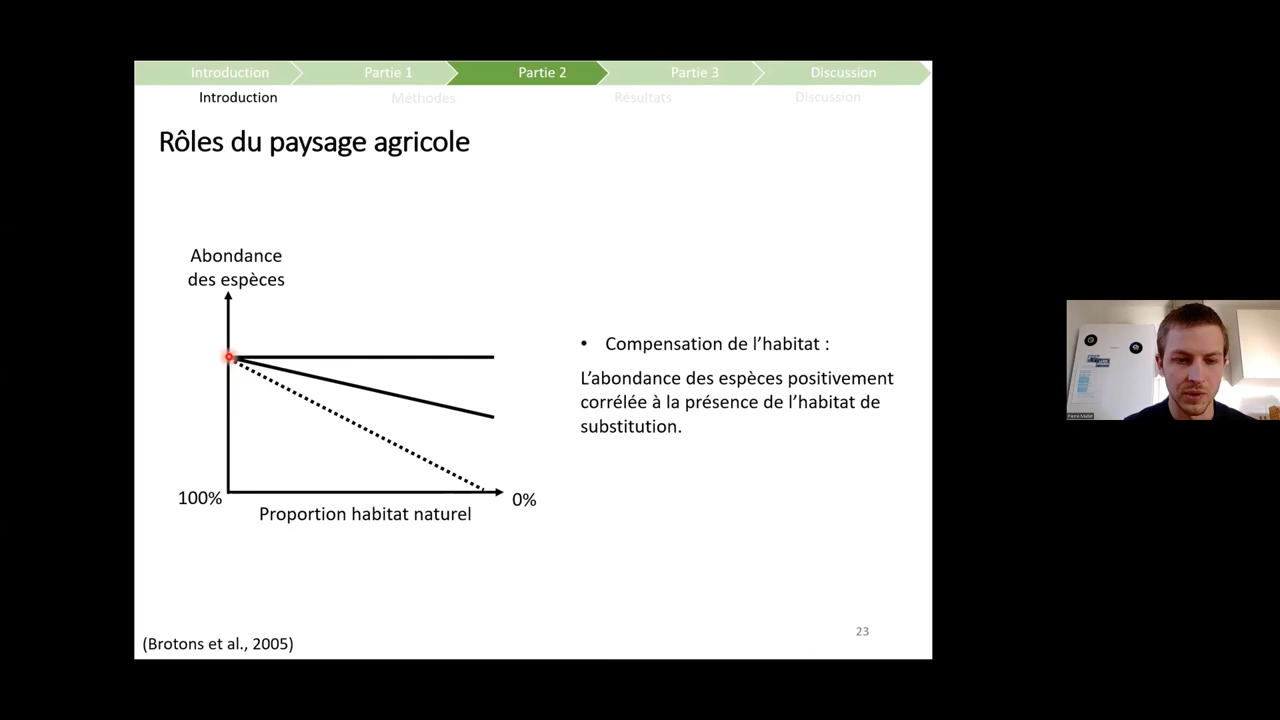 Introduction
Partie 1
Partie 2
Partie 3
Discussion
Introduction
Méthodes
Résultats
Discussion
Rôles du paysage agricole
Abondance
des espèces
100%
0%
Proportion habitat naturel
• Compensation de l’habitat :
L’abondance des espèces positivement
corrélée à la présence de l’habitat de
substitution.
23
(Brotons et al., 2005)